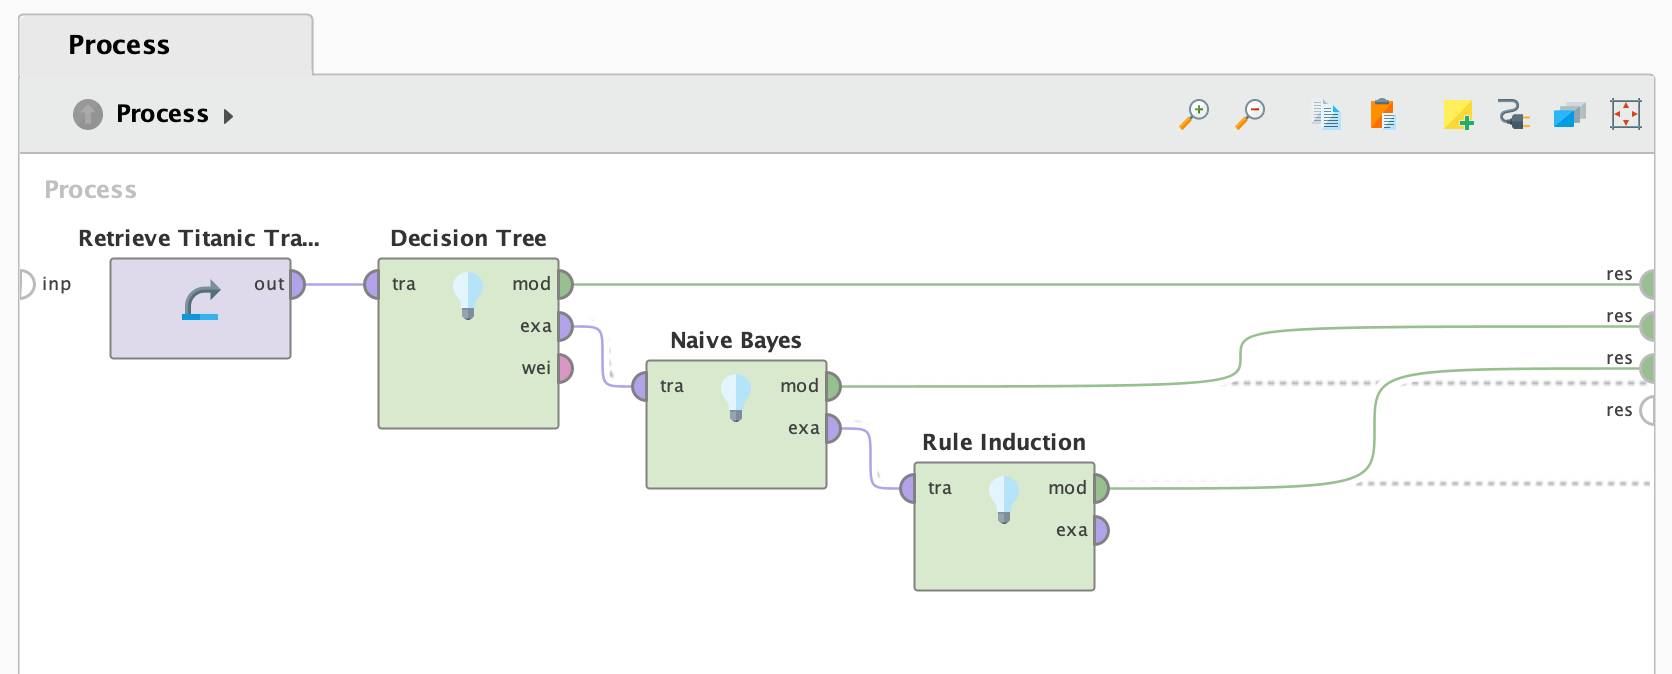 Process
Process
Process
Retrieve Titanic Tra...
inp
out
Decision Tree
tra
mod
exa
wei
Naive Bayes
tra
mod
exa
Rule Induction
tra
mod
exa
res
res
res
res